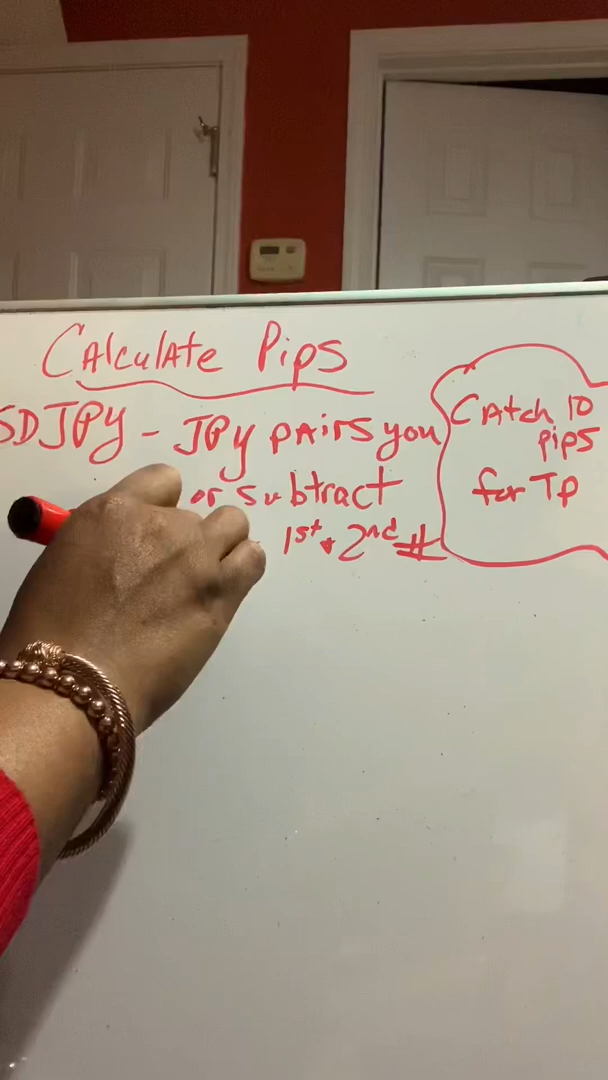 Calculate Pips
SDJPY - JPY pairs you
or subtract
1st + 2nd #
Catch 10
pips
for Tp